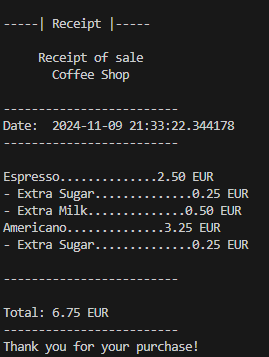 -----| Receipt |-----
Receipt of sale
Coffee Shop
-------------------------
Date:  2024-11-09 21:33:22.344178
-------------------------
Espresso..............2.50 EUR
- Extra Sugar..............0.25 EUR
- Extra Milk..............0.50 EUR
Americano..............3.25 EUR
- Extra Sugar..............0.25 EUR
-------------------------
Total: 6.75 EUR
-------------------------
Thank you for your purchase!